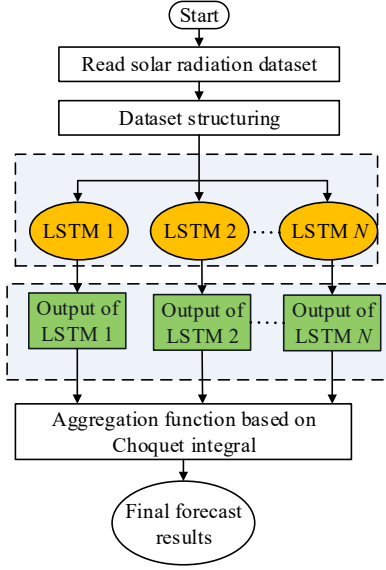 Start
Read solar radiation dataset
Dataset structuring
LSTM 1
LSTM 2
LSTM N
Output of
LSTM 1
Output of
LSTM 2
Output of
LSTM N
Aggregation function based on
Choquet integral
Final forecast
results